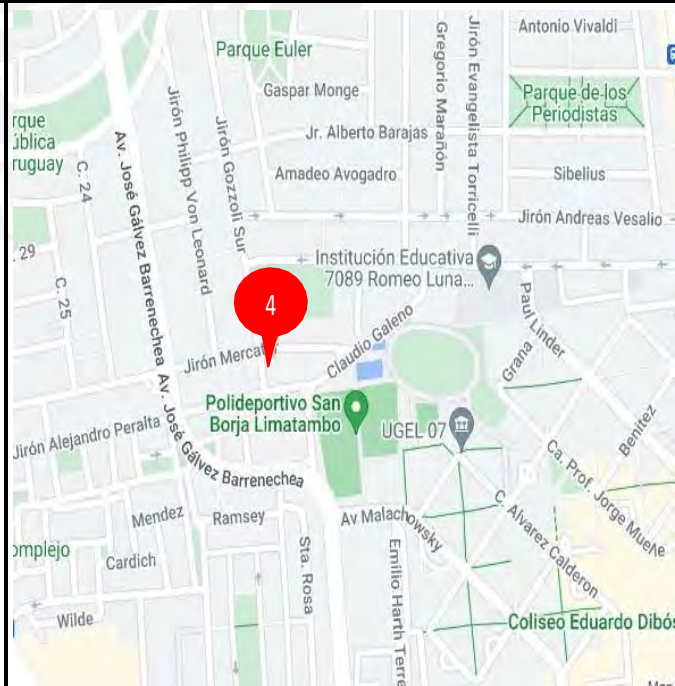 Antonio Vivaldi
Parque Euler
Gaspar Monge
Parque de los
Periodistas
rque
ública
ruguay
C. 24
Av. José Gálvez Barrenechea
Jirón Philipp Von Leonard
Jirón Gozzoli Sur
Gregorio Marañón
Jirón Evangelista Torricelli
Jr. Alberto Barajas
Amadeo Avogadro
Sibelius
Jirón Andreas Vesalio
. 29
C. 25
Institución Educativa
7089 Romeo Luna...
4
Jirón Mercat
Claudio Galeno
Paul Linder
Grana
Polideportivo San
Borja Limatambo
UGEL 07
Benitez
Jirón Alejandro Peralta
Av. José Gálvez Barrenechea
Ca. Prof. Jorge Muelle
Mendez
Ramsey
Av Malachowsky
C. Alvarez Calderon
omplejo
Cardich
Sta. Rosa
Emilio Harth Terre
Wilde
Coliseo Eduardo Dibós